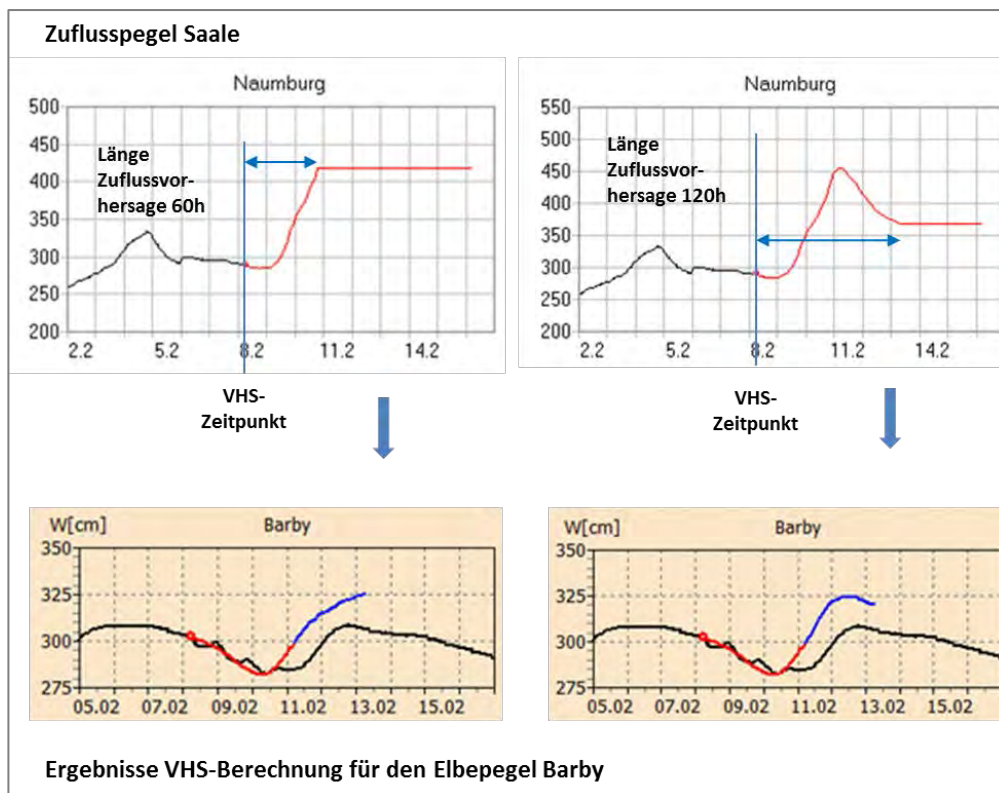 Zuflusspegel Saale
Naumburg
500
450
400
350
300
250
200
Länge
Zuflussvor-
hersage 60h
2.2 5.2 8.2 11.2 14.2
Naumburg
550
500
450
400
350
300
250
200
Länge
Zuflussvor-
hersage 120h
2.2 5.2 8.2 11.2 14.2
VHS-
Zeitpunkt
VHS-
Zeitpunkt
W[cm] Barby
350
325
300
275
05.02 07.02 09.02 11.02 13.02 15.02
W[cm] Barby
350
325
300
275
05.02 07.02 09.02 11.02 13.02 15.02
Ergebnisse VHS-Berechnung für den Elbepegel Barby